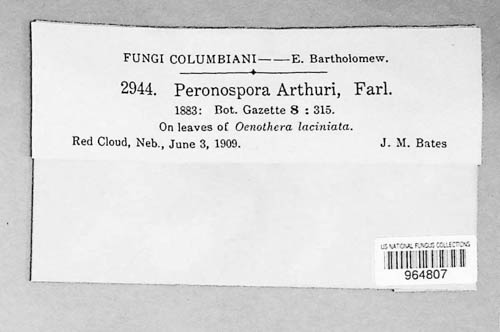 FUNGI COLUMBIANI——E. Bartholomew.
2944. Peronospora Arthuri, Farl.
1883: Bot. Gazette 8 : 315.
On leaves of Oenothera laciniata.
Red Cloud, Neb., June 3, 1909. J. M. Bates
US NATIONAL FUNGUS COLLECTIONS
964807